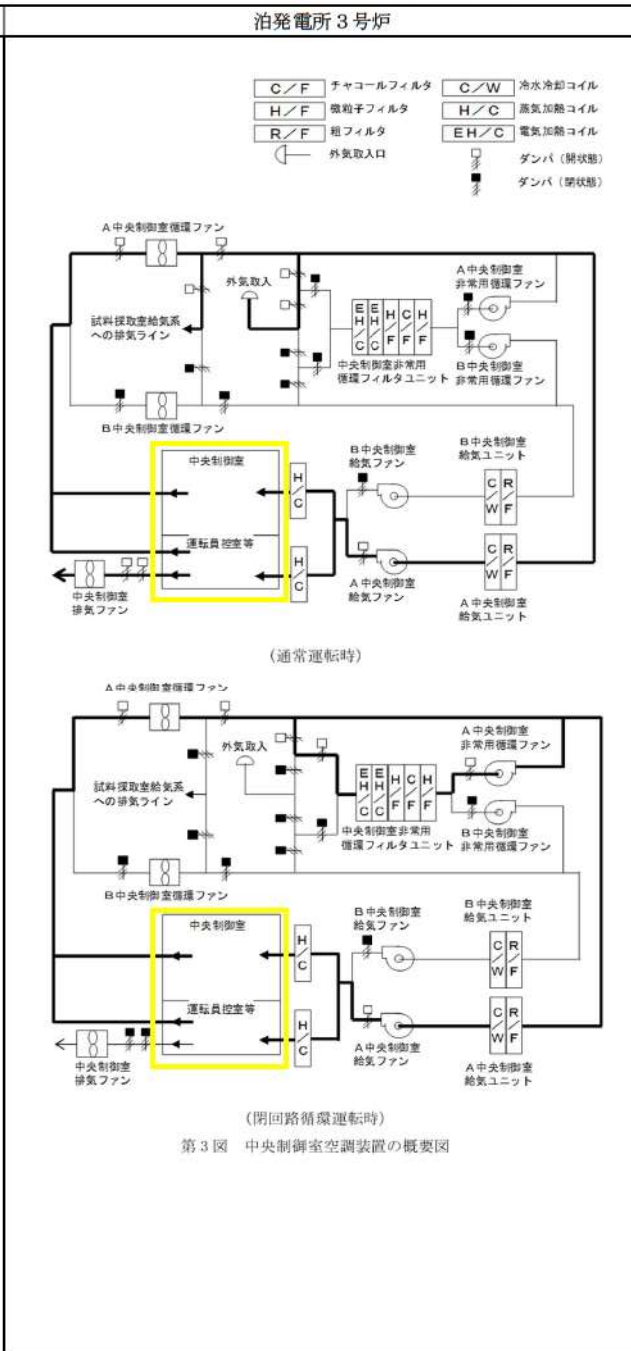 泊発電所3号炉
C/F チャコールフィルタ C/W 冷水冷却コイル
H/F 微粒子フィルタ H/C 蒸気加熱コイル
R/F 粗フィルタ EH/C 電気加熱コイル
外気取入口 ダンパ（開状態）
ダンパ（閉状態）
A中央制御室循環ファン
外気取入
A中央制御室
非常用循環ファン
試料採取室給気系
への排気ライン
EH/C EH/C H/F C/F H/F
中央制御室非常用
循環フィルタユニット
B中央制御室
非常用循環ファン
B中央制御室循環ファン
中央制御室
H/C
B中央制御室
給気ファン
B中央制御室
給気ユニット
C/W R/F
運転員控室等
H/C
C/W R/F
中央制御室
排気ファン
A中央制御室
給気ファン
A中央制御室
給気ユニット
(通常運転時)
A中央制御室循環ファン
外気取入
A中央制御室
非常用循環ファン
試料採取室給気系
への排気ライン
EH/C EH/C H/F C/F H/F
中央制御室非常用
循環フィルタユニット
B中央制御室
非常用循環ファン
B中央制御室循環ファン
中央制御室
H/C
B中央制御室
給気ファン
B中央制御室
給気ユニット
C/W R/F
運転員控室等
H/C
C/W R/F
中央制御室
排気ファン
A中央制御室
給気ファン
A中央制御室
給気ユニット
(閉回路循環運転時)
第3図 中央制御室空調装置の概要図